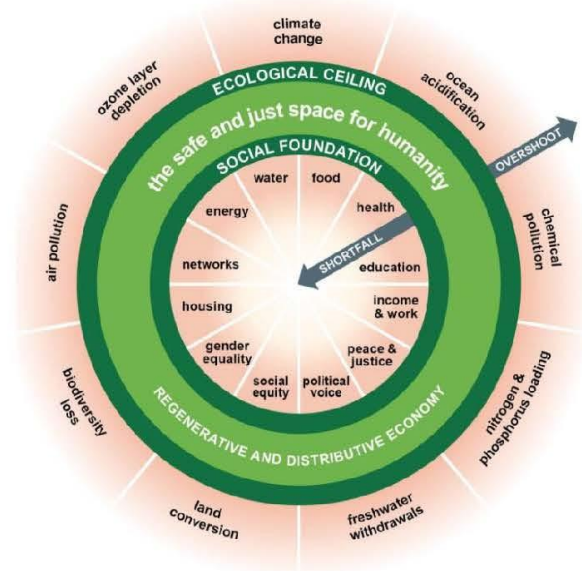 climate
change
ocean
acidification
chemical
pollution
nitrogen &
phosphorus loading
freshwater
withdrawals
land
conversion
biodiversity
loss
air pollution
ozone layer
depletion
ECOLOGICAL CEILING
the safe and just space for humanity
SOCIAL FOUNDATION
OVERSHOOT
SHORTFALL
water
food
health
education
income
& work
peace &
justice
political
voice
social
equity
gender
equality
housing
networks
energy
REGENERATIVE AND DISTRIBUTIVE ECONOMY